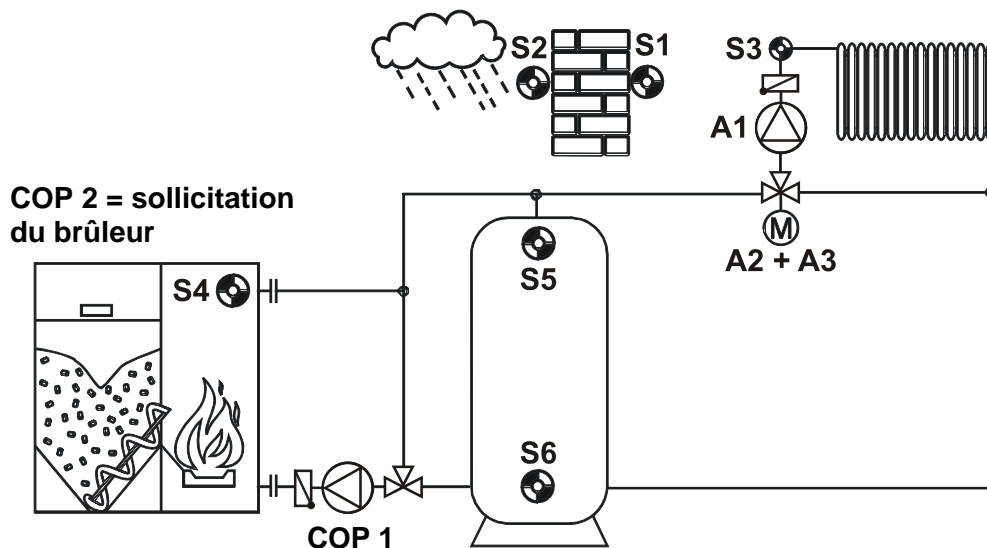 S2
S1
S3
A1
COP 2 = sollicitation
du brûleur
M
A2 + A3
S4
S5
S6
COP 1